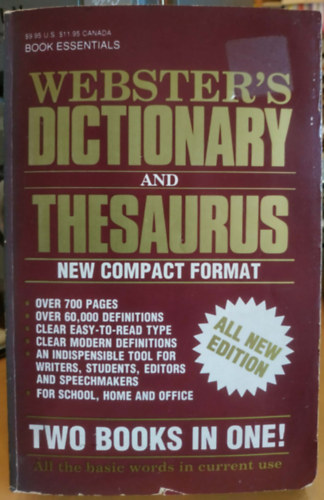 $9.95 U.S. $11.95 CANADA
BOOK ESSENTIALS
WEBSTER'S
DICTIONARY
AND
THESAURUS
NEW COMPACT FORMAT
• OVER 700 PAGES
• OVER 60,000 DEFINITIONS
• CLEAR EASY-TO-READ TYPE
• CLEAR MODERN DEFINITIONS
• AN INDISPENSIBLE TOOL FOR
WRITERS, STUDENTS, EDITORS
AND SPEECHMAKERS
• FOR SCHOOL, HOME AND OFFICE
ALL NEW
EDITION
TWO BOOKS IN ONE!
All the basic words in current use